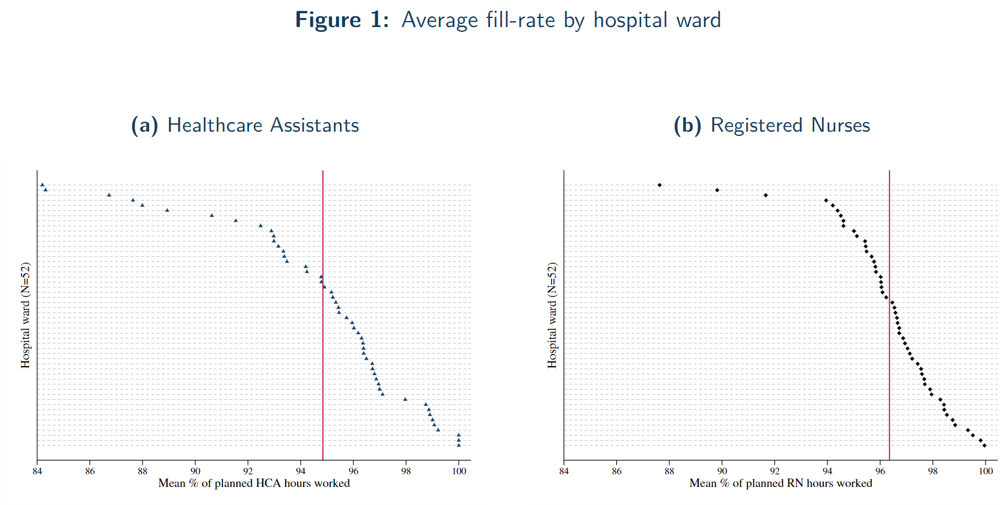 Figure 1: Average fill-rate by hospital ward
(a) Healthcare Assistants
Hospital ward (N=52)
84 86 88 90 92 94 96 98 100
Mean % of planned HCA hours worked
(b) Registered Nurses
Hospital ward (N=52)
84 86 88 90 92 94 96 98 100
Mean % of planned RN hours worked